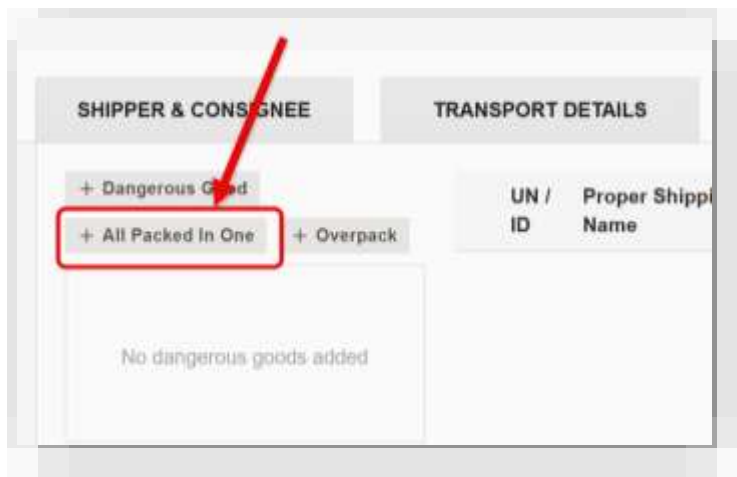 SHIPPER & CONSIGNEE
TRANSPORT DETAILS
+ Dangerous Good
+ All Packed In One
+ Overpack
UN / ID
Proper Shippi
Name
No dangerous goods added